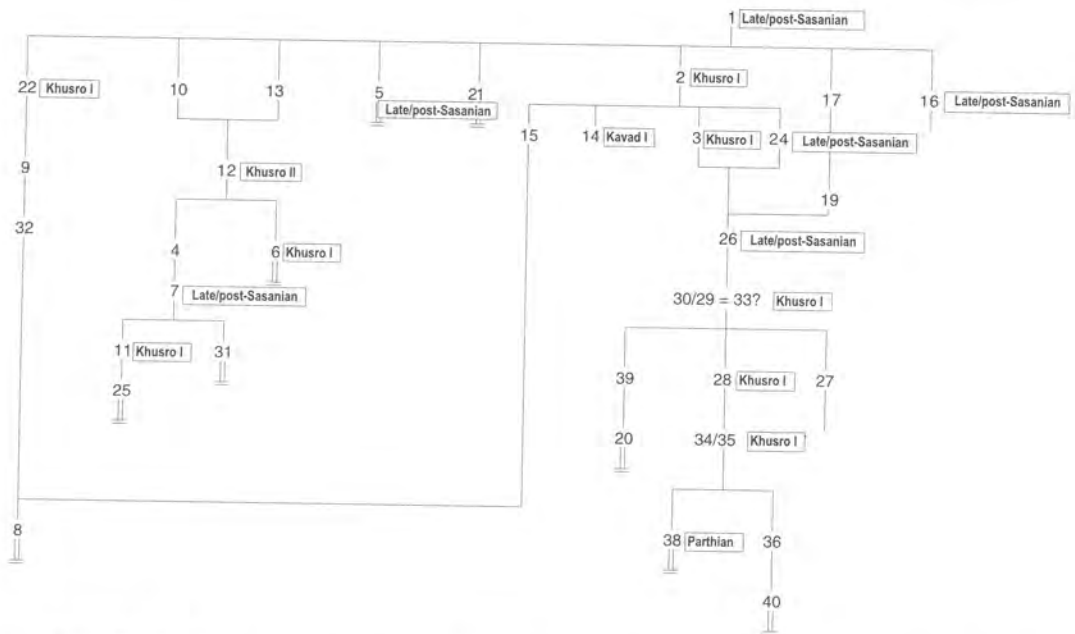 1 Late/post-Sasanian
22 Khusro I
10
13
5
21
Late/post-Sasanian
2 Khusro I
17
16 Late/post-Sasanian
15
14 Kavad I
3 Khusro I
24 Late/post-Sasanian
9
12 Khusro II
19
32
4
6 Khusro I
26 Late/post-Sasanian
7 Late/post-Sasanian
30/29 = 33? Khusro I
11 Khusro I
31
39
28 Khusro I
27
25
20
34/35 Khusro I
8
38 Parthian
36
40